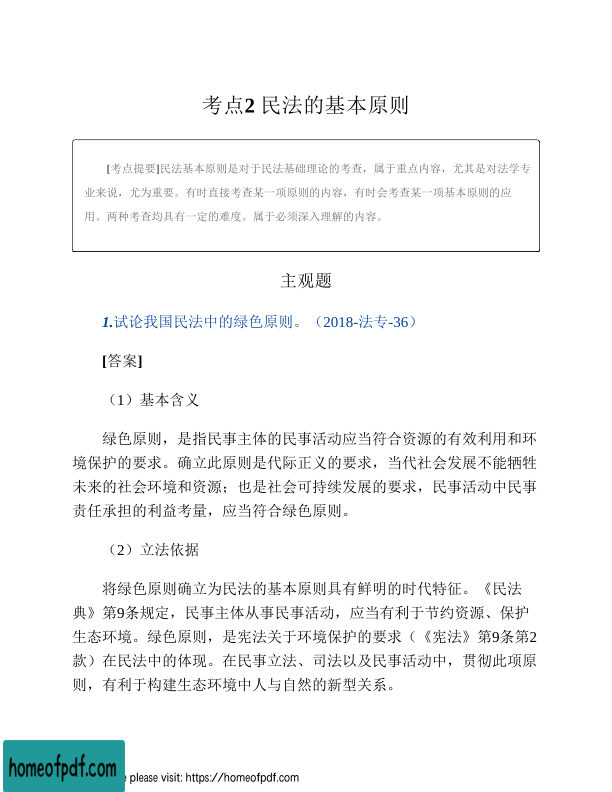 考点2 民法的基本原则
[考点提要]民法基本原则是对于民法基础理论的考查，属于重点内容，尤其是对法学专
业来说，尤为重要。有时直接考查某一项原则的内容，有时会考查某一项基本原则的应
用。两种考查均具有一定的难度。属于必须深入理解的内容。
主观题
1.试论我国民法中的绿色原则。（2018-法专-36）
[答案]
（1）基本含义
绿色原则，是指民事主体的民事活动应当符合资源的有效利用和环
境保护的要求。确立此原则是代际正义的要求，当代社会发展不能牺牲
未来的社会环境和资源；也是社会可持续发展的要求，民事活动中民事
责任承担的利益考量，应当符合绿色原则。
（2）立法依据
将绿色原则确立为民法的基本原则具有鲜明的时代特征。《民法
典》第9条规定，民事主体从事民事活动，应当有利于节约资源、保护
生态环境。绿色原则，是宪法关于环境保护的要求（《宪法》第9条第2
款）在民法中的体现。在民事立法、司法以及民事活动中，贯彻此项原
则，有利于构建生态环境中人与自然的新型关系。
homeofpdf.com
please visit: https://homeofpdf.com